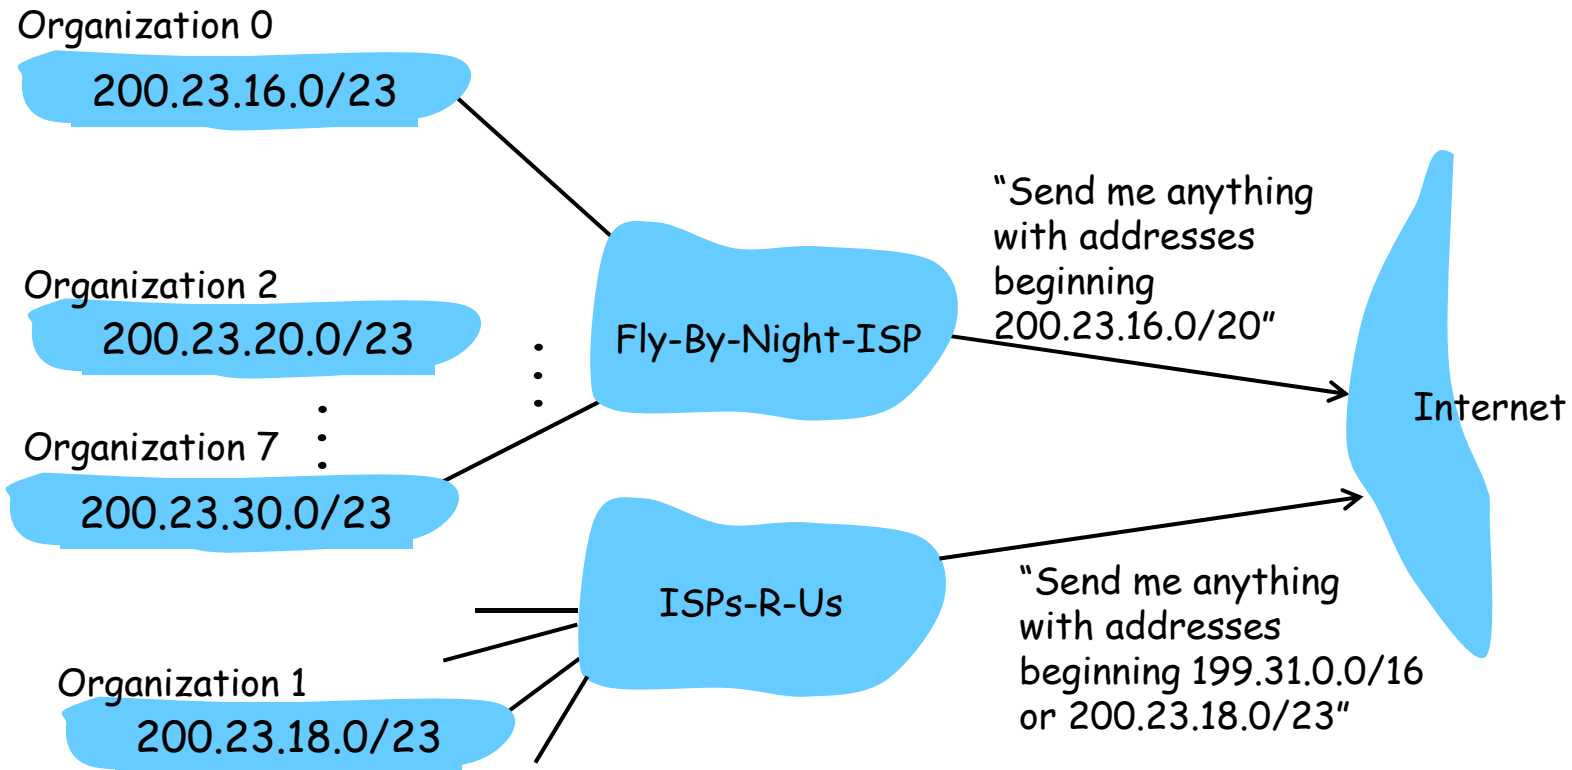 Organization 0
200.23.16.0/23
Organization 2
200.23.20.0/23
Organization 7
200.23.30.0/23
Fly-By-Night-ISP
“Send me anything
with addresses
beginning
200.23.16.0/20”
Internet
ISPs-R-Us
“Send me anything
with addresses
beginning 199.31.0.0/16
or 200.23.18.0/23”
Organization 1
200.23.18.0/23